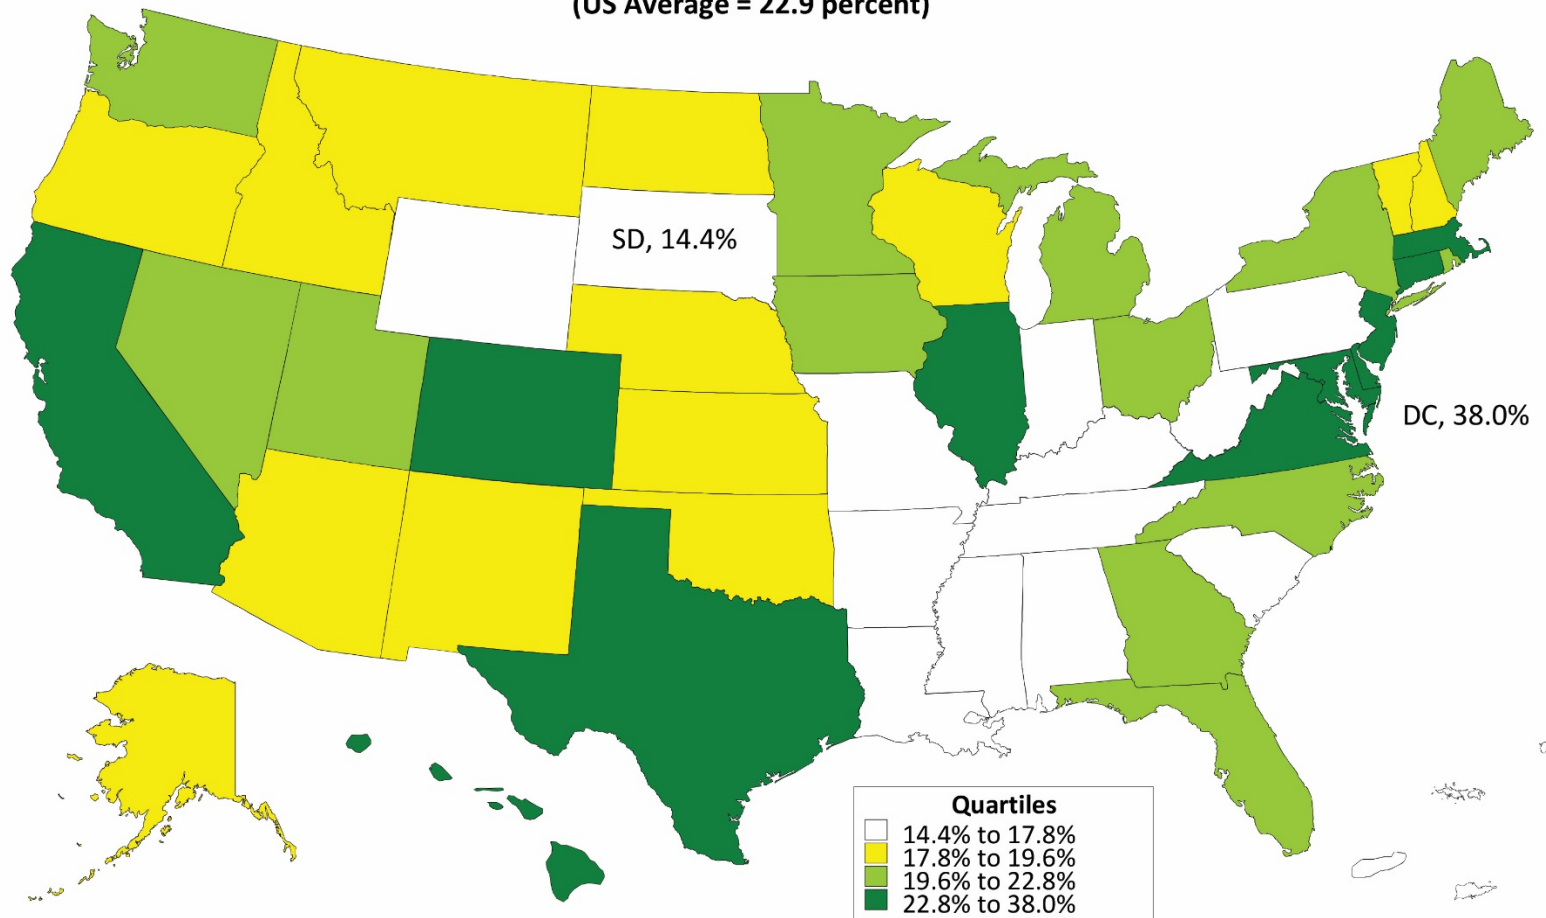 (US Average = 22.9 percent)
SD, 14.4%
DC, 38.0%
Quartiles
14.4% to 17.8%
17.8% to 19.6%
19.6% to 22.8%
22.8% to 38.0%